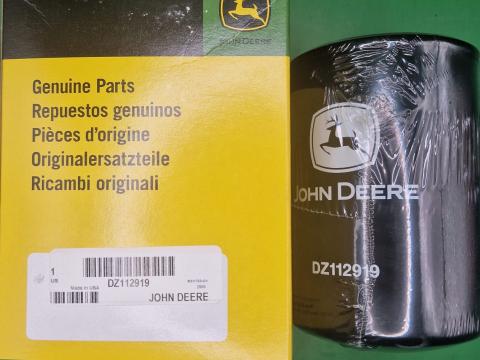 JOHN DEERE
Genuine Parts
Repuestos genuinos
Pièces d'origine
Originalersatzteile
Ricambi originali
1
US
DZ112919
Made in USA
JOHN DEERE
JOHN DEERE
DZ112919